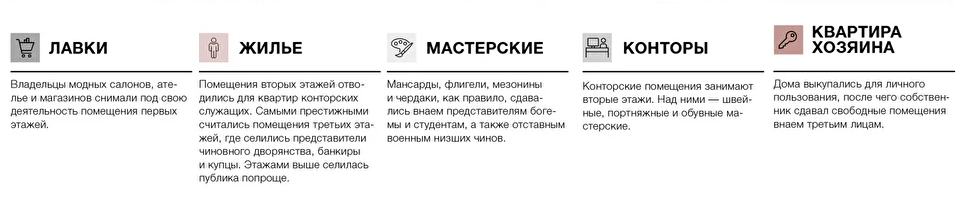 ЛАВКИ
Владельцы модных салонов, ате-
лье и магазинов снимали под свою
деятельность помещения первых
этажей.
ЖИЛЬЕ
Помещения вторых этажей отво-
дились для квартир конторских
служащих. Самыми престижными
считались помещения третьих эта-
жей, где селились представители
чиновного дворянства, банкиры
и купцы. Этажами выше селилась
публика попроще.
МАСТЕРСКИЕ
Мансарды, флигели, мезонины
и чердаки, как правило, сдава-
лись внаем представителям боге-
мы и студентам, а также отставным
военным низших чинов.
КОНТОРЫ
Конторские помещения занимают
вторые этажи. Над ними — швей-
ные, портняжные и обувные ма-
стерские.
КВАРТИРА
ХОЗЯИНА
Дома выкупались для личного
пользования, после чего собствен-
ник сдавал свободные помещения
внаем третьим лицам.